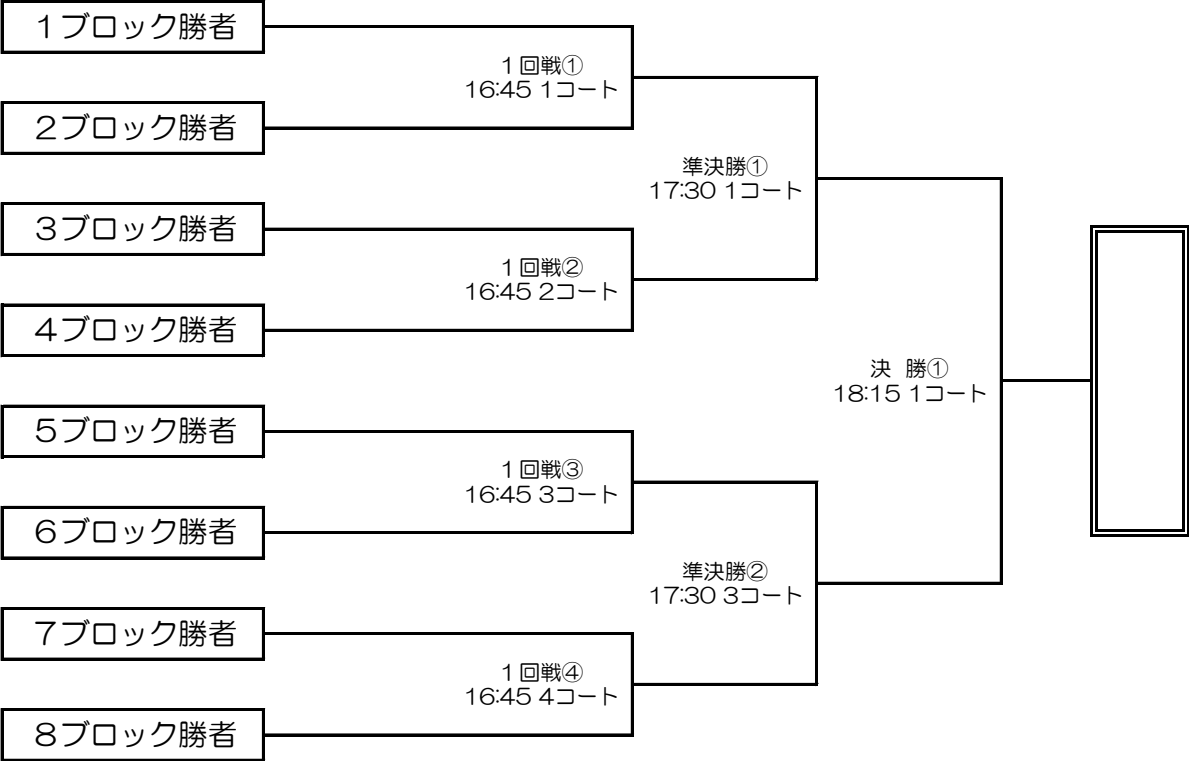 １ブロック勝者
１回戦①
16:45 1コート
２ブロック勝者
準決勝①
17:30 1コート
３ブロック勝者
１回戦②
16:45 2コート
４ブロック勝者
決　勝①
18:15 1コート
５ブロック勝者
１回戦③
16:45 3コート
６ブロック勝者
準決勝②
17:30 3コート
７ブロック勝者
１回戦④
16:45 4コート
８ブロック勝者